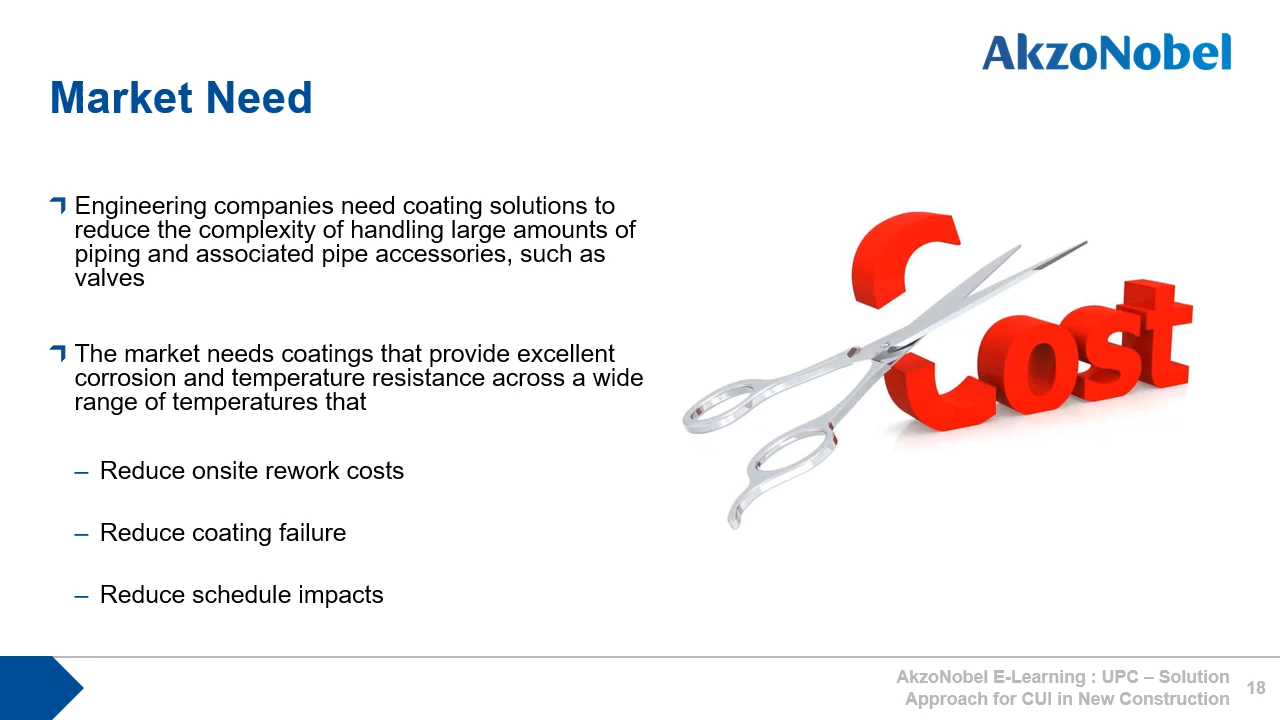 AkzoNobel
Market Need
Engineering companies need coating solutions to
reduce the complexity of handling large amounts of
piping and associated pipe accessories, such as
valves
The market needs coatings that provide excellent
corrosion and temperature resistance across a wide
range of temperatures that
– Reduce onsite rework costs
– Reduce coating failure
– Reduce schedule impacts
Cost
AkzoNobel E-Learning : UPC – Solution
Approach for CUI in New Construction
18